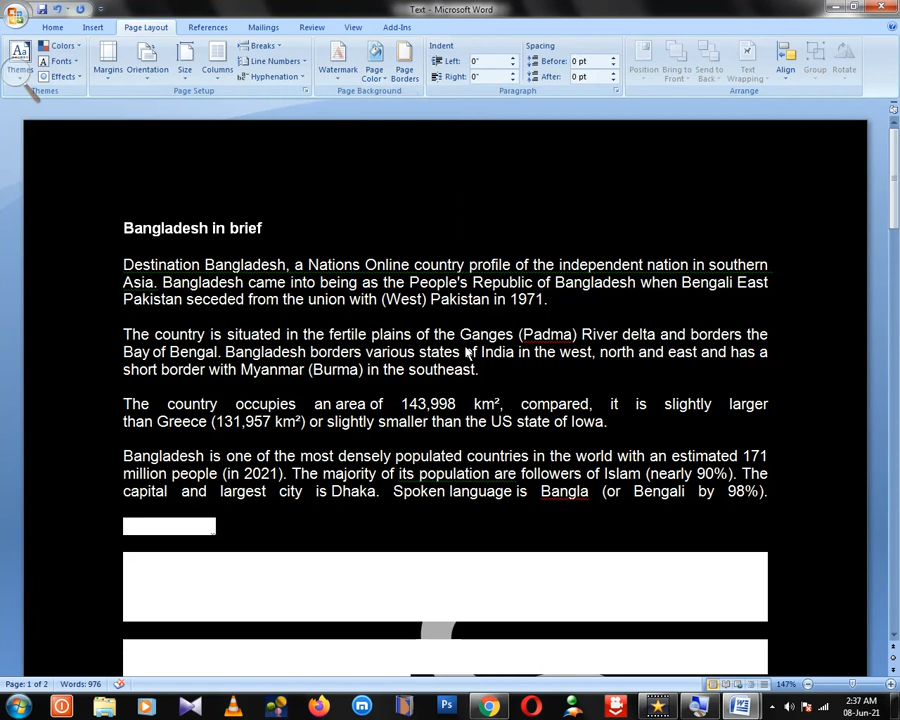 Text - Microsoft Word
Home Insert Page Layout References Mailings Review View Add-Ins
Colors Breaks Indent Spacing
Themes Fonts Margins Orientation Size Columns Line Numbers Watermark Page Color Page Borders Left: 0" Before: 0 pt Position Bring to Front Send to Back Text Wrapping Align Group Rotate
Effects Hyphenation Right: 0" After: 0 pt
Themes Page Setup Page Background Paragraph Arrange
Bangladesh in brief
Destination Bangladesh, a Nations Online country profile of the independent nation in southern
Asia. Bangladesh came into being as the People's Republic of Bangladesh when Bengali East
Pakistan seceded from the union with (West) Pakistan in 1971.
The country is situated in the fertile plains of the Ganges (Padma) River delta and borders the
Bay of Bengal. Bangladesh borders various states of India in the west, north and east and has a
short border with Myanmar (Burma) in the southeast.
The country occupies an area of 143,998 km², compared, it is slightly larger
than Greece (131,957 km²) or slightly smaller than the US state of Iowa.
Bangladesh is one of the most densely populated countries in the world with an estimated 171
million people (in 2021). The majority of its population are followers of Islam (nearly 90%). The
capital and largest city is Dhaka. Spoken language is Bangla (or Bengali by 98%).
Page: 1 of 2 Words: 976 147%
2:37 AM
08-Jun-21